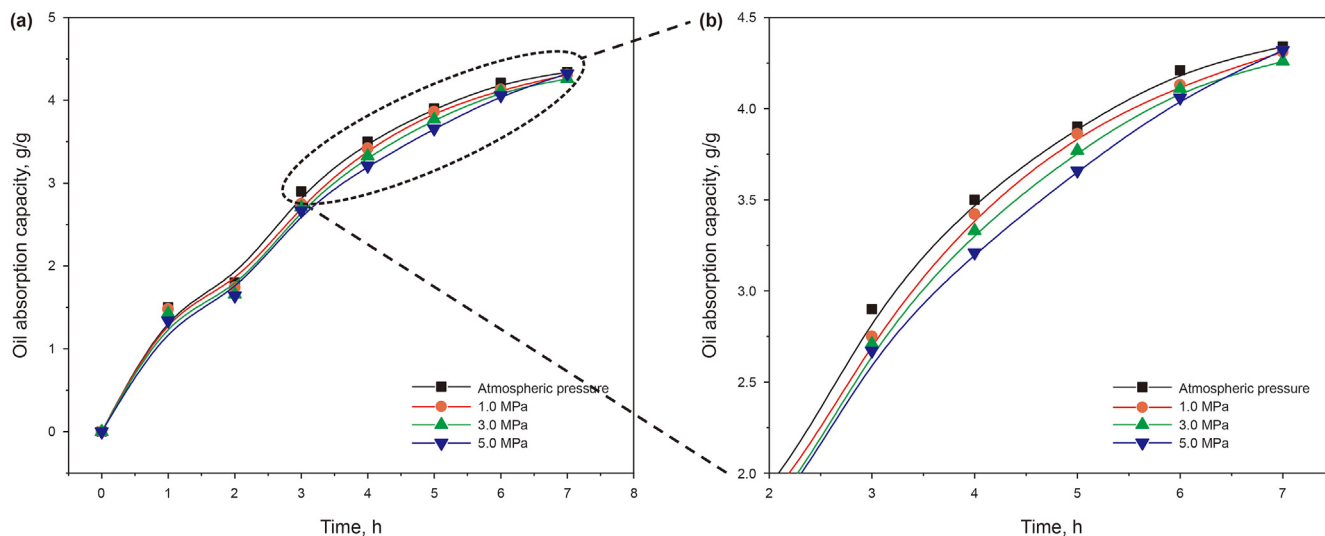 (a)
5
4
3
2
1
0
Oil absorption capacity, g/g
Atmospheric pressure
1.0 MPa
3.0 MPa
5.0 MPa
0 1 2 3 4 5 6 7 8
Time, h
(b)
4.5
4.0
3.5
3.0
2.5
2.0
Oil absorption capacity, g/g
Atmospheric pressure
1.0 MPa
3.0 MPa
5.0 MPa
2 3 4 5 6 7
Time, h